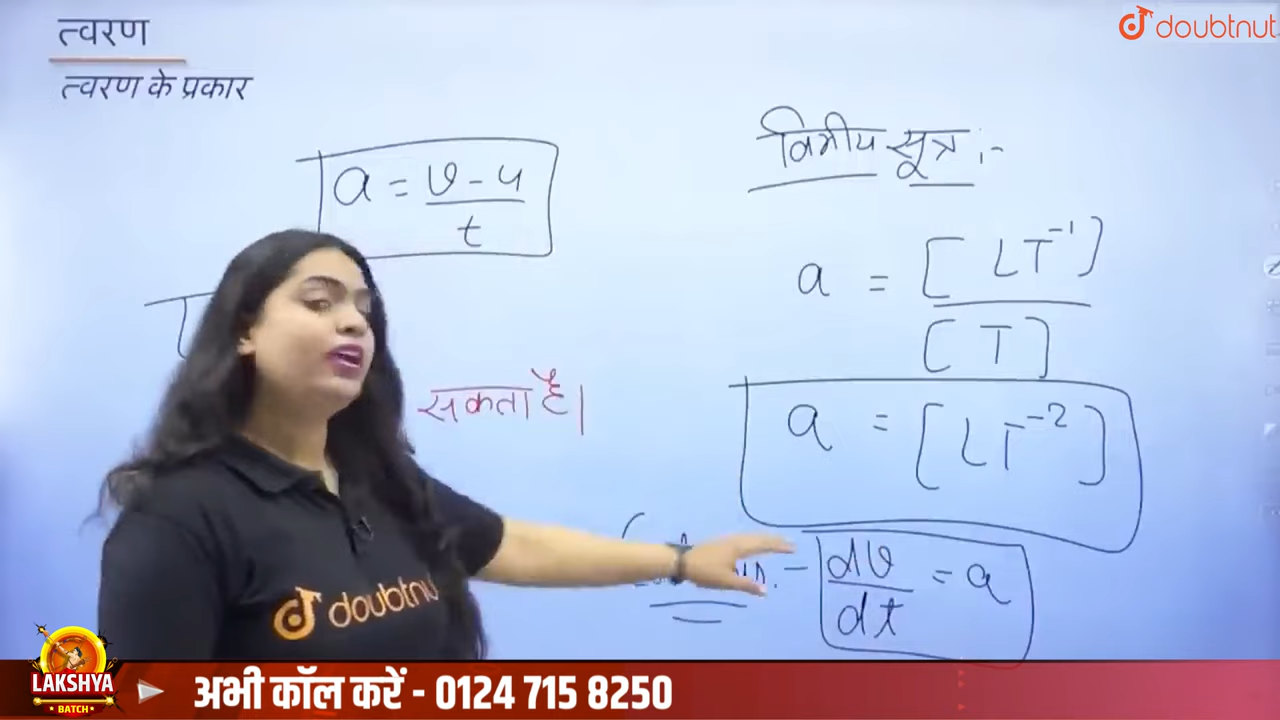 त्वरण
त्वरण के प्रकार
doubtnut
a = v - u
t
विमीय सूत्र :-
a = [LT⁻¹]
[T]
सकता है।
a = [LT⁻²]
dv
dt = a
doubtnut
LAKSHYA
BATCH
अभी कॉल करें - 0124 715 8250